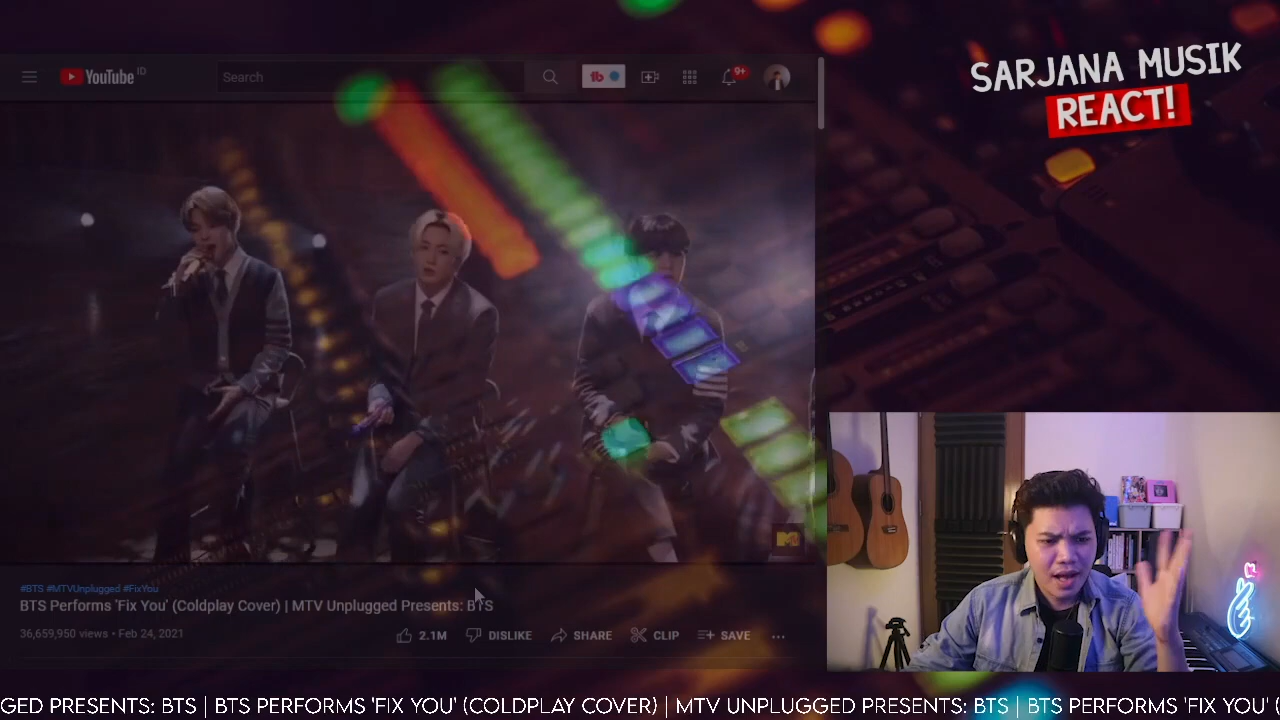 YouTube ID
Search
9+
SARJANA MUSIK
REACT!
#BTS #MTVUnplugged #FixYou
BTS Performs 'Fix You' (Coldplay Cover) | MTV Unplugged Presents: BTS
36,659,950 views • Feb 24, 2021
2.1M DISLIKE SHARE CLIP SAVE
GED PRESENTS: BTS | BTS PERFORMS 'FIX YOU' (COLDPLAY COVER) | MTV UNPLUGGED PRESENTS: BTS | BTS PERFORMS 'FIX YOU' (